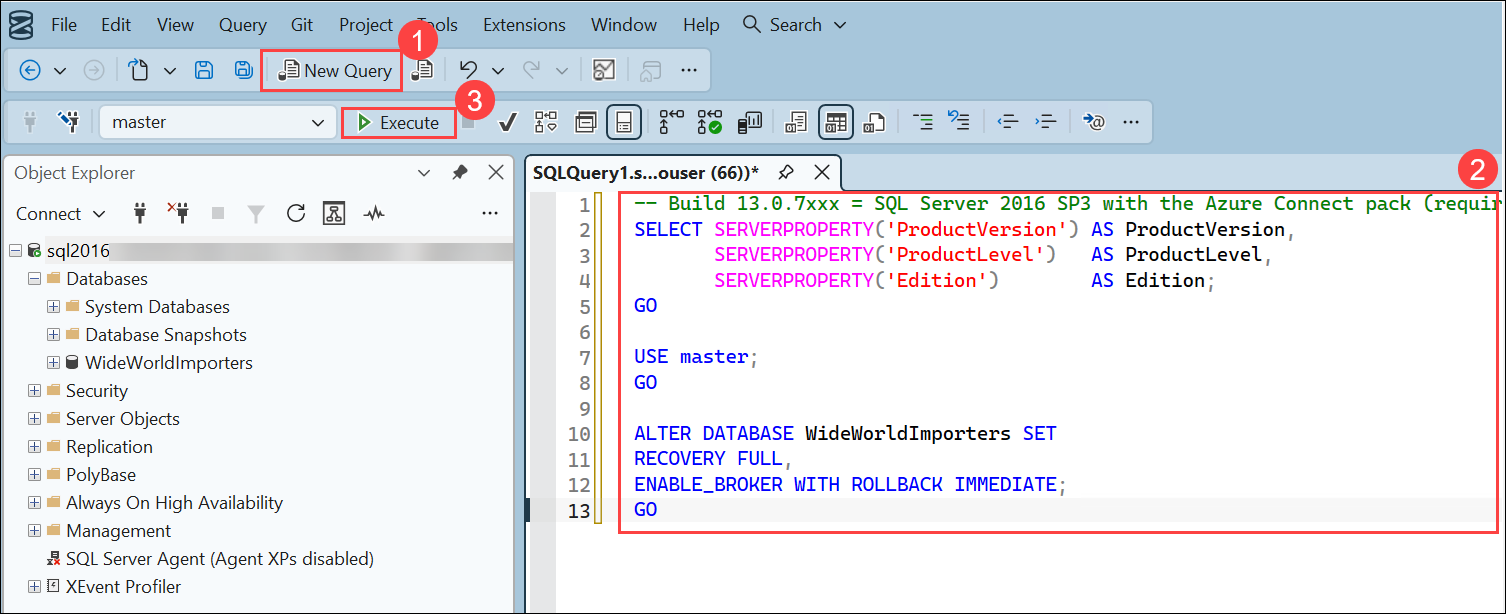 File Edit View Query Git Project Tools Extensions Window Help Search
1
New Query
3
master Execute
Object Explorer
SQLQuery1.s...ouser (66))*
2
Connect
sql2016
Databases
System Databases
Database Snapshots
WideWorldImporters
Security
Server Objects
Replication
PolyBase
Always On High Availability
Management
SQL Server Agent (Agent XPs disabled)
XEvent Profiler
1 -- Build 13.0.7xxx = SQL Server 2016 SP3 with the Azure Connect pack (requir
2 SELECT SERVERPROPERTY('ProductVersion') AS ProductVersion,
3 SERVERPROPERTY('ProductLevel') AS ProductLevel,
4 SERVERPROPERTY('Edition') AS Edition;
5 GO
6
7 USE master;
8 GO
9
10 ALTER DATABASE WideWorldImporters SET
11 RECOVERY FULL,
12 ENABLE_BROKER WITH ROLLBACK IMMEDIATE;
13 GO